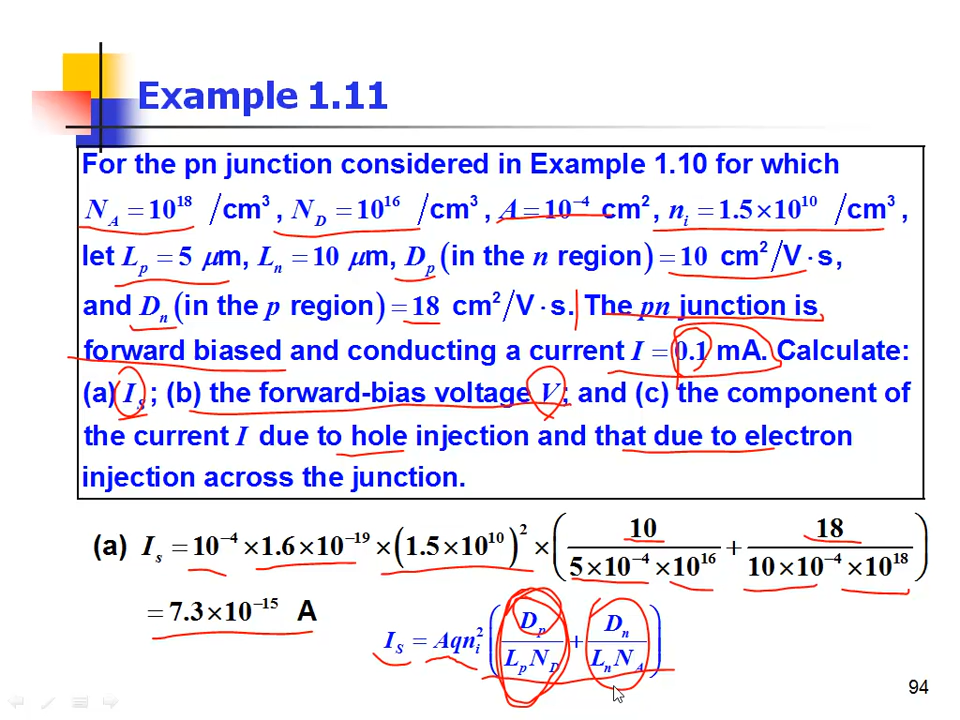 Example 1.11
For the pn junction considered in Example 1.10 for which
N_A = 10^18 /cm^3, N_D = 10^16 /cm^3, A = 10^−4 cm^2, n_i = 1.5×10^10 /cm^3,
let L_p = 5 μm, L_n = 10 μm, D_p (in the n region) = 10 cm^2/V·s,
and D_n (in the p region) = 18 cm^2/V·s. The pn junction is
forward biased and conducting a current I = 0.1 mA. Calculate:
(a) I_s; (b) the forward-bias voltage V; and (c) the component of
the current I due to hole injection and that due to electron
injection across the junction.
(a) I_s = 10^−4 × 1.6 × 10^−19 × (1.5 × 10^10)^2 × (10 / (5 × 10^−4 × 10^16) + 18 / (10 × 10^−4 × 10^18))
= 7.3 × 10^−15 A
I_S = Aqn_i^2 (D_p / (L_p N_D) + D_n / (L_n N_A))
94